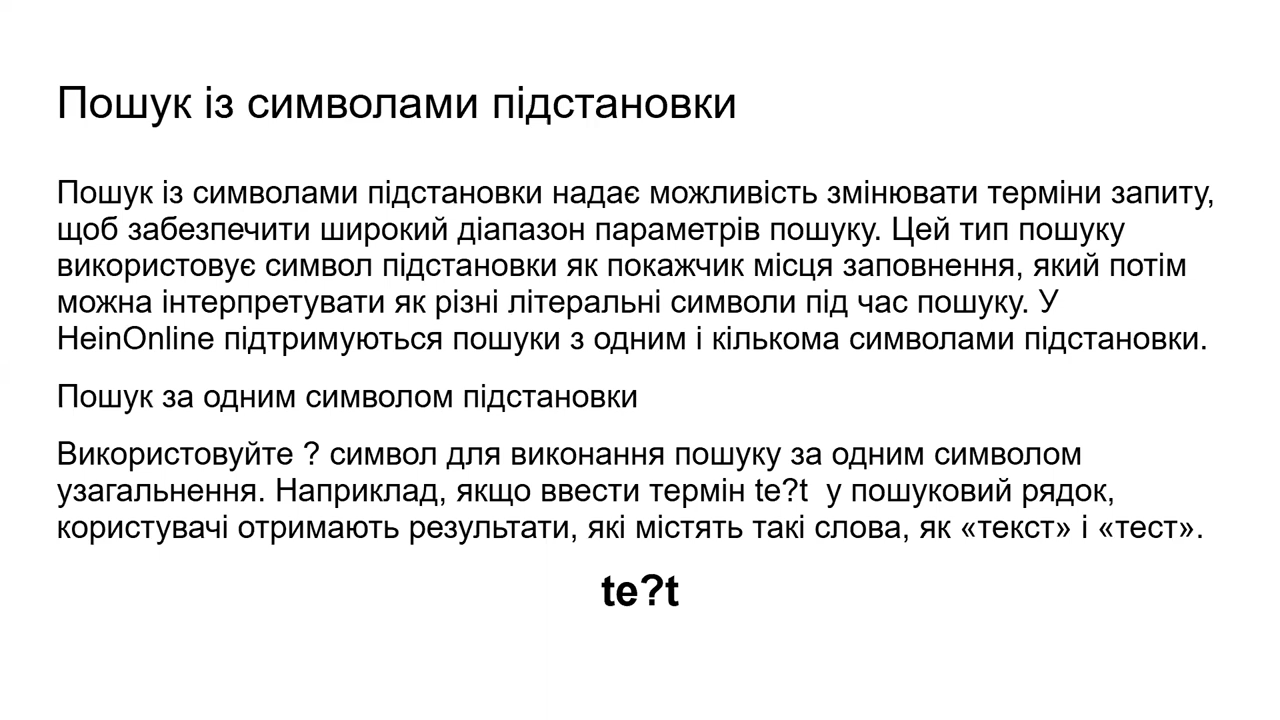 Пошук із символами підстановки
Пошук із символами підстановки надає можливість змінювати терміни запиту,
щоб забезпечити широкий діапазон параметрів пошуку. Цей тип пошуку
використовує символ підстановки як покажчик місця заповнення, який потім
можна інтерпретувати як різні літеральні символи під час пошуку. У
HeinOnline підтримуються пошуки з одним і кількома символами підстановки.
Пошук за одним символом підстановки
Використовуйте ? символ для виконання пошуку за одним символом
узагальнення. Наприклад, якщо ввести термін te?t  у пошуковий рядок,
користувачі отримають результати, які містять такі слова, як «текст» і «тест».
te?t